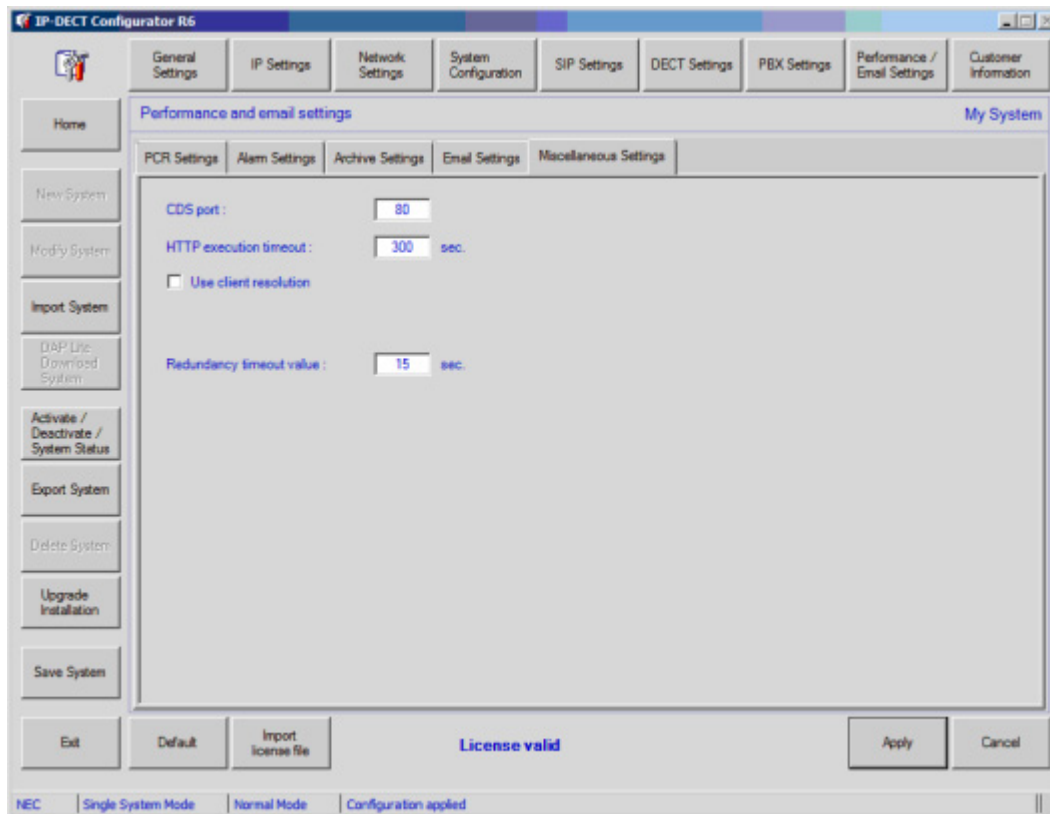 IP-DECT Configurator R6
General
Settings
IP Settings
Network
Settings
System
Configuration
SIP Settings
DECT Settings
PBX Settings
Performance /
Email Settings
Customer
Information
Home
Performance and email settings
My System
PCR Settings
Alarm Settings
Archive Settings
Email Settings
Miscellaneous Settings
New System
Modify System
Import System
DAP Lite
Download
System
Activate /
Deactivate /
System Status
Export System
Delete System
Upgrade
Installation
Save System
CDS port : 80
HTTP execution timeout : 300 sec.
Use client resolution
Redundancy timeout value : 15 sec.
Exit
Default
Import
license file
License valid
Apply
Cancel
NEC
Single System Mode
Normal Mode
Configuration applied